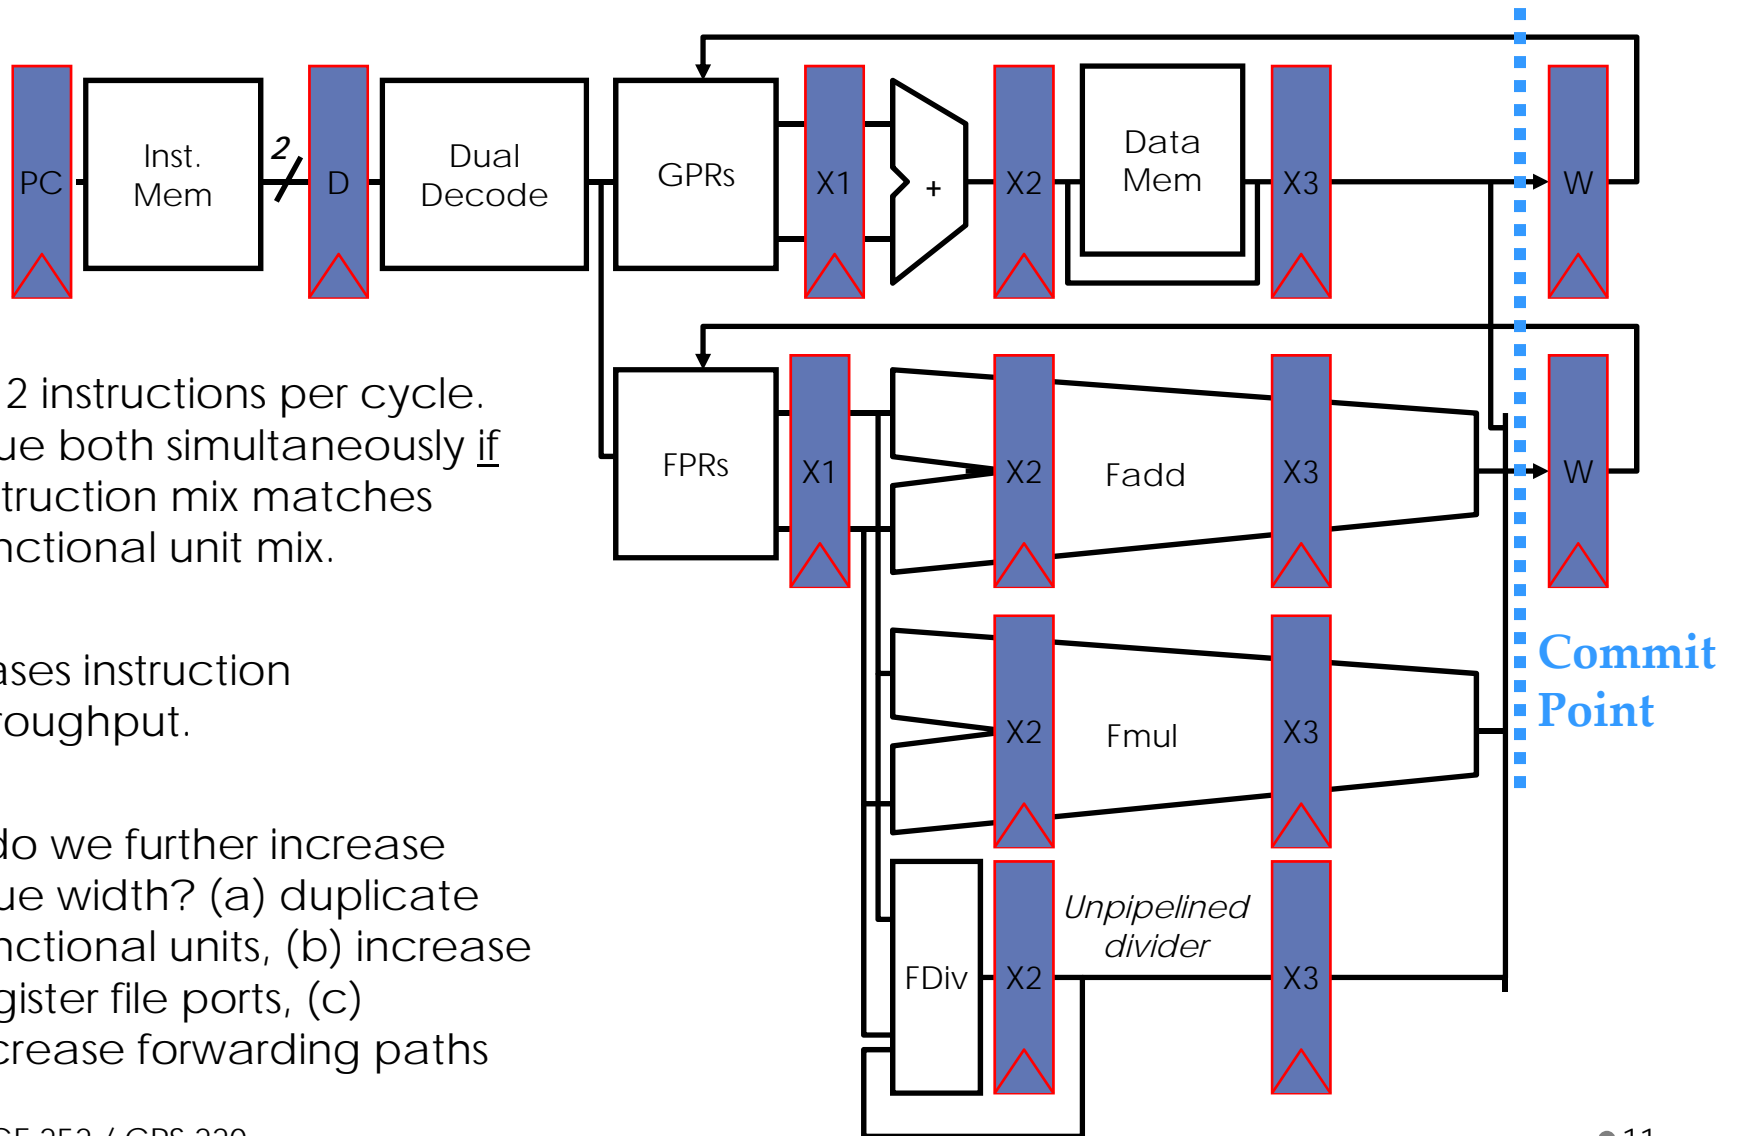 PC
Inst.
Mem
2
D
Dual
Decode
GPRs
X1
+
X2
Data
Mem
X3
W
2 instructions per cycle.
ue both simultaneously if
truction mix matches
nctional unit mix.
ases instruction
roughput.
do we further increase
ue width? (a) duplicate
nctional units, (b) increase
gister file ports, (c)
crease forwarding paths
FPRs
X1
X2
Fadd
X3
W
X2
Fmul
X3
Commit
Point
FDiv
X2
Unpipelined
divider
X3
11